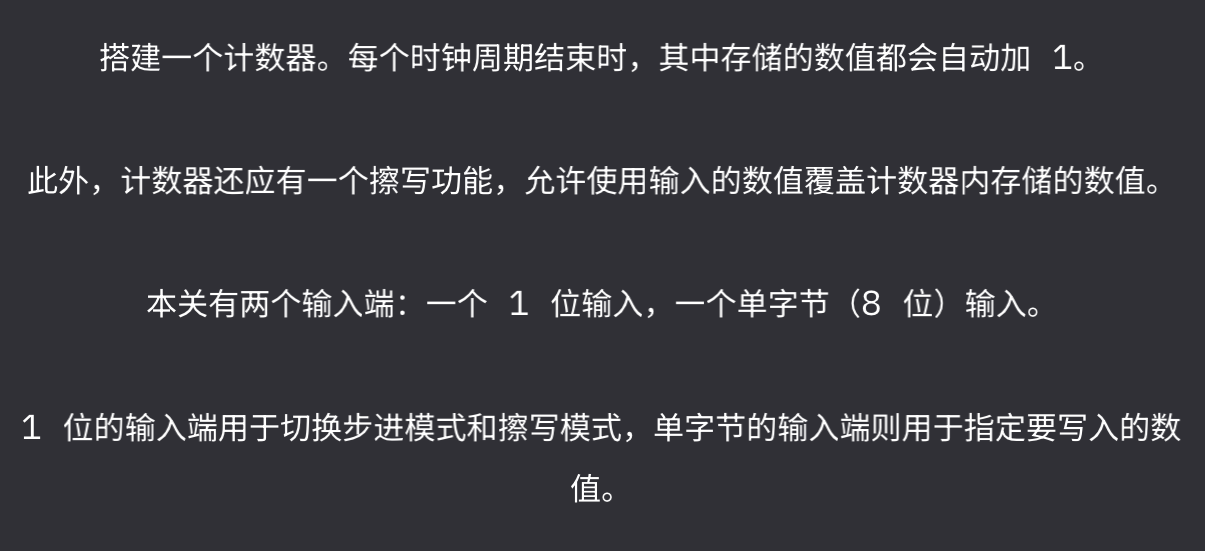 搭建一个计数器。每个时钟周期结束时，其中存储的数值都会自动加 1。
此外，计数器还应有一个擦写功能，允许使用输入的数值覆盖计数器内存储的数值。
本关有两个输入端：一个 1 位输入，一个单字节（8 位）输入。
1 位的输入端用于切换步进模式和擦写模式，单字节的输入端则用于指定要写入的数
值。